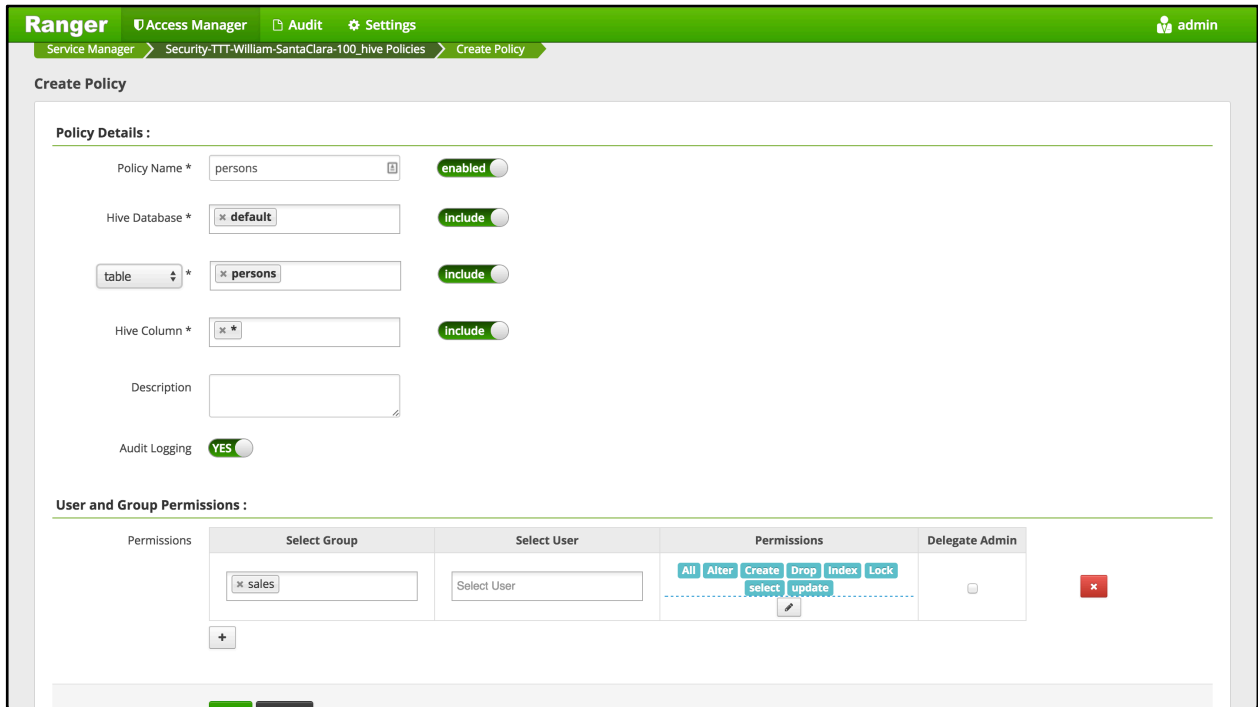 Ranger Access Manager Audit Settings admin
Service Manager Security-TTT-William-SantaClara-100_hive Policies Create Policy
Create Policy
Policy Details :
Policy Name * persons enabled
Hive Database * × default include
table * × persons include
Hive Column * × * include
Description
Audit Logging YES
User and Group Permissions :
Permissions Select Group Select User Permissions Delegate Admin
× sales Select User All Alter Create Drop Index Lock
select update
+